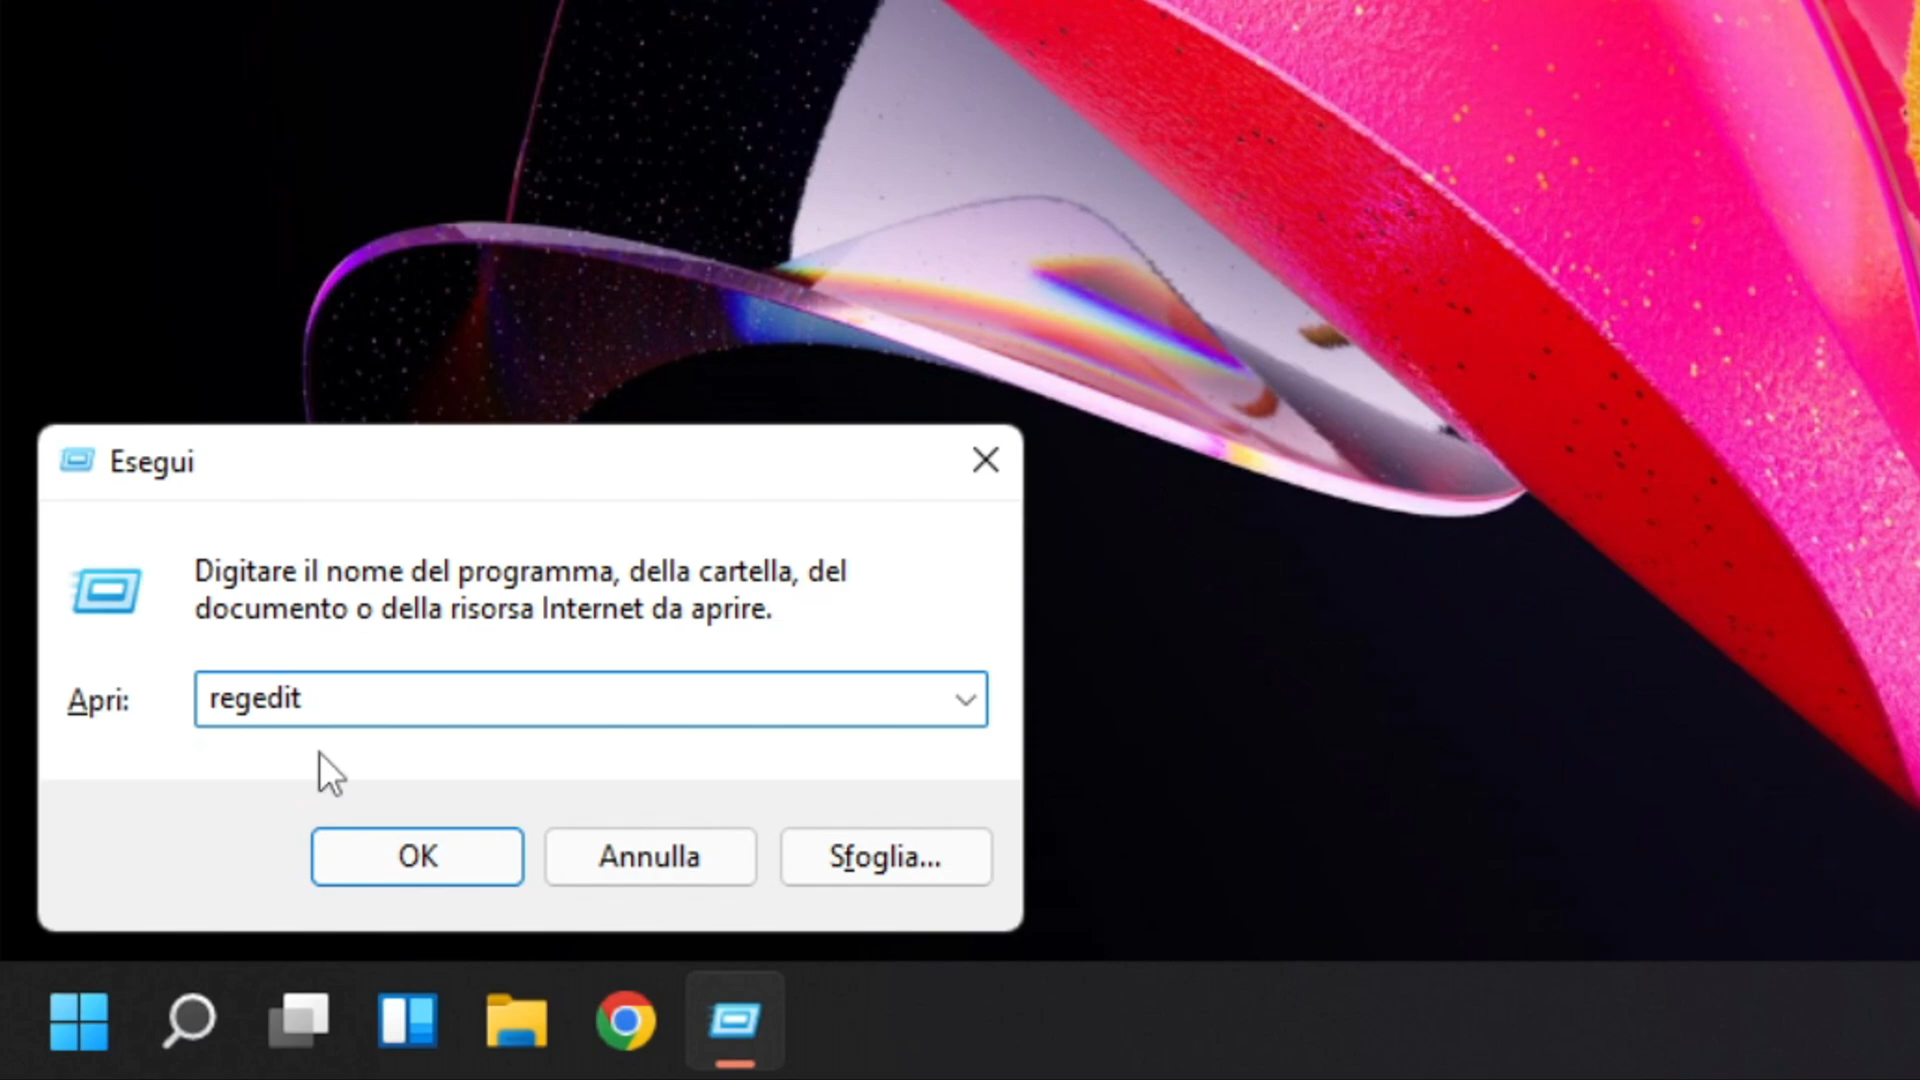 Esegui
Digitare il nome del programma, della cartella, del
documento o della risorsa Internet da aprire.
Apri:
regedit
OK
Annulla
Sfoglia...